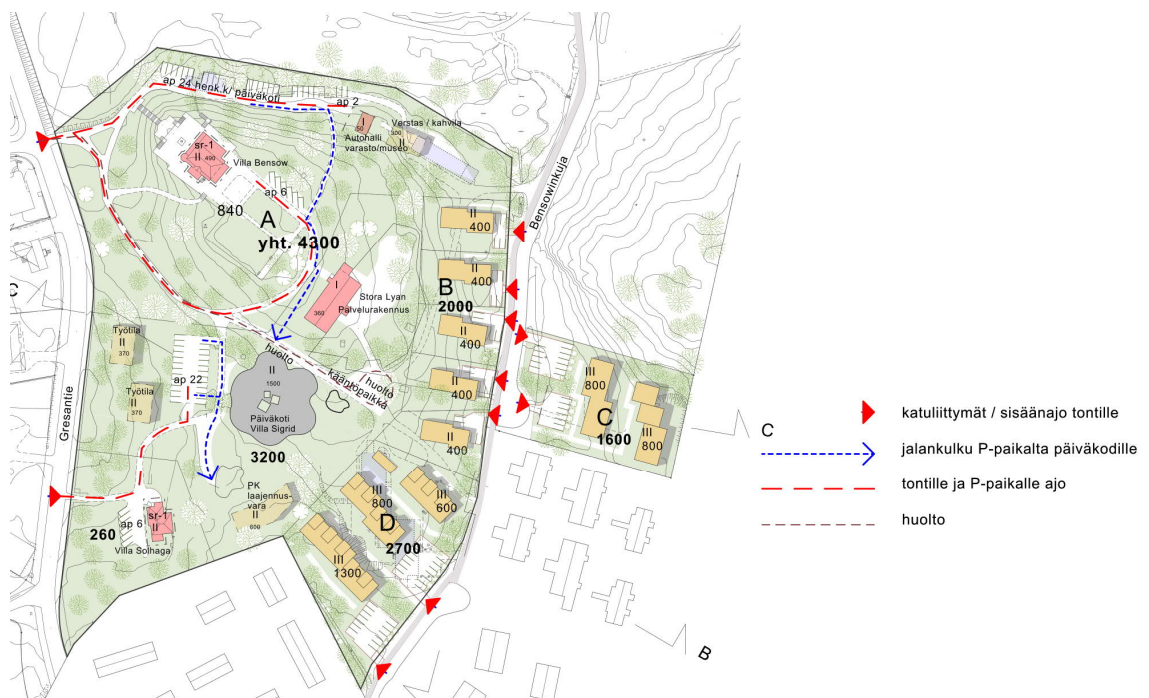 ap 24 henk.k/ päiväkoti
ap 2
I
50
Autohalli
varasto/museo
Verstas / kahvila
300
II
sr-1
II 400
Villa Bensow
ap 6
840
A
yht. 4300
Bensowinkuja
II
400
II
400
B
2000
II
400
II
400
II
400
I
360
Stora Lyan
Palvelurakennus
huolto
huolto
kääntöpaikka
C
Työtila
II
370
Työtila
II
370
ap 22
Gresantie
II
1500
Päiväkoti
Villa Sigrid
3200
III
800
C
1600
III
800
PK
laajennus-
vara
II
600
III
800
III
600
D
2700
III
1300
260
ap 6
sr-1
II
Villa Solhaga
B
C
katuliittymät / sisäänajo tontille
jalankulku P-paikalta päiväkodille
tontille ja P-paikalle ajo
huolto